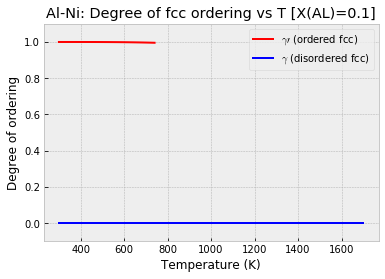 Al-Ni: Degree of fcc ordering vs T [X(AL)=0.1]
γ′ (ordered fcc)
γ (disordered fcc)
Degree of ordering
1.0
0.8
0.6
0.4
0.2
0.0
400 600 800 1000 1200 1400 1600
Temperature (K)